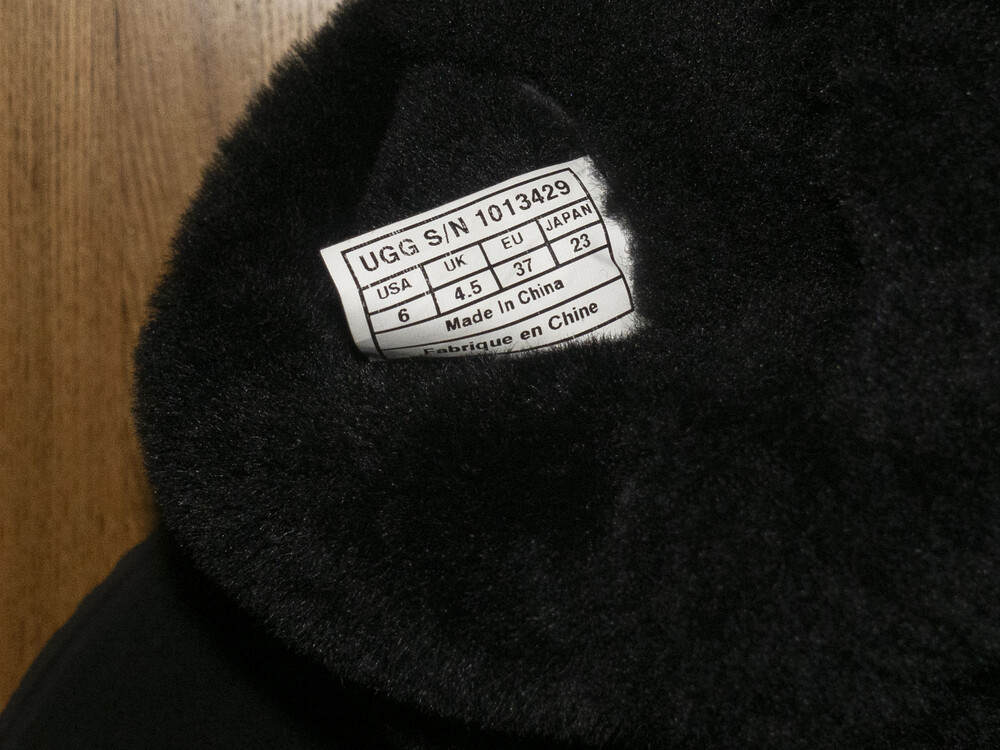 UGG S/N 1013429
USA UK EU JAPAN
6 4.5 37 23
Made In China
Fabrique en Chine